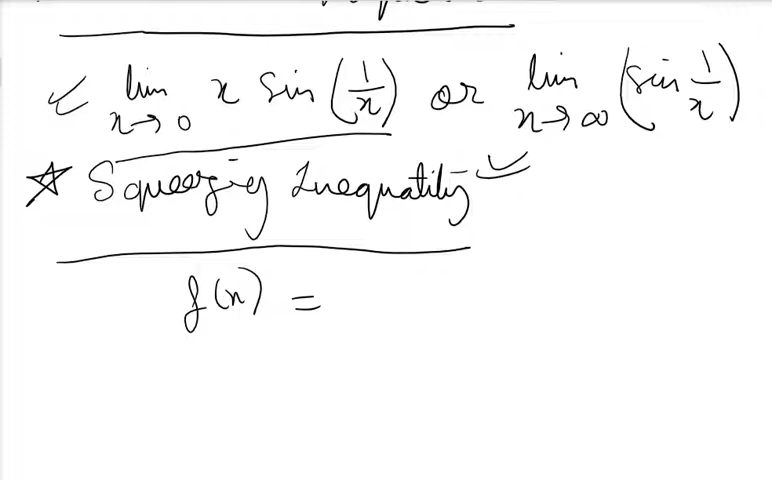 lim x→0 x sin (1/x) or lim x→∞ (sin 1/x)
☆ Squeezing Inequality
f(x) =